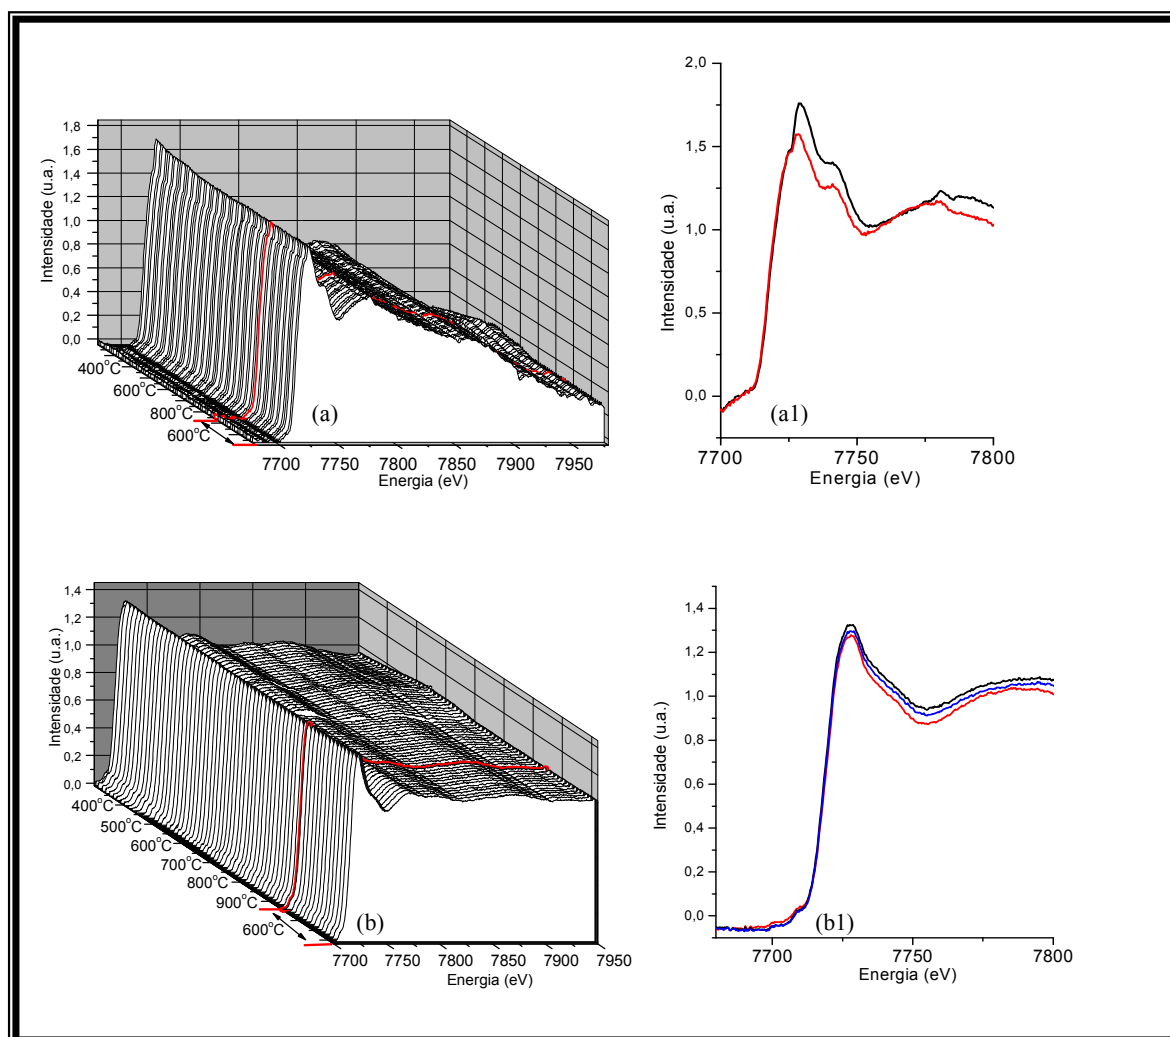 1,8
1,6
1,4
1,2
1,0
0,8
0,6
0,4
0,2
0,0
Intensidade (u.a.)
400°C
600°C
800°C
600°C
(a)
7700 7750 7800 7850 7900 7950
Energia (eV)
2,0
1,5
1,0
0,5
0,0
Intensidade (u.a.)
(a1)
7700 7750 7800
Energia (eV)
1,4
1,2
1,0
0,8
0,6
0,4
0,2
0,0
Intensidade (u.a.)
400°C
500°C
600°C
700°C
800°C
900°C
600°C
(b)
7700 7750 7800 7850 7900 7950
Energia (eV)
1,4
1,2
1,0
0,8
0,6
0,4
0,2
0,0
Intensidade (u.a.)
(b1)
7700 7750 7800
Energia (eV)